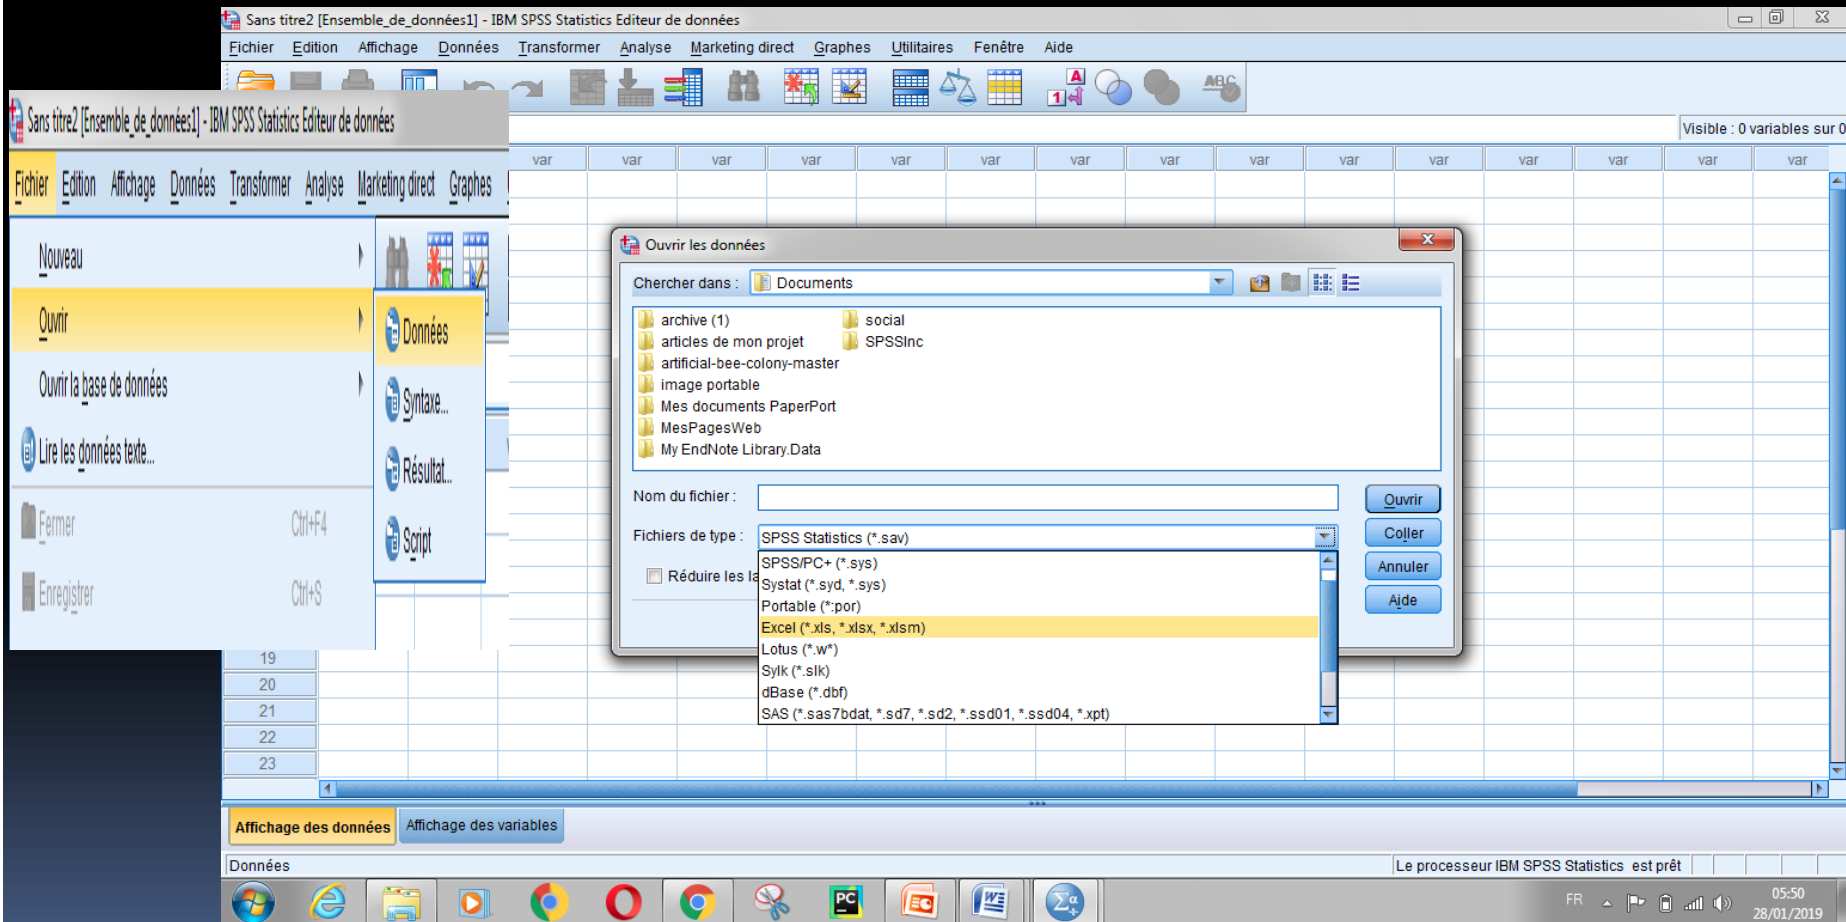 Sans titre2 [Ensemble_de_données1] - IBM SPSS Statistics Editeur de données
Fichier Edition Affichage Données Transformer Analyse Marketing direct Graphes Utilitaires Fenêtre Aide
A
1
ABC
Visible : 0 variables sur 0
var var var var var var var var var var var var var var var
Sans titre2 [Ensemble_de_données1] - IBM SPSS Statistics Editeur de données
Fichier Edition Affichage Données Transformer Analyse Marketing direct Graphes
Nouveau
Ouvrir
Ouvrir la base de données
Lire les données texte...
Fermer Ctrl+F4
Enregistrer Ctrl+S
Données
Syntaxe...
Résultat...
Script
Ouvrir les données
Chercher dans : Documents
archive (1) social
articles de mon projet SPSSInc
artificial-bee-colony-master
image portable
Mes documents PaperPort
MesPagesWeb
My EndNote Library.Data
Nom du fichier : Ouvrir
Fichiers de type : SPSS Statistics (*.sav) Coller
SPSS/PC+ (*.sys) Annuler
Réduire les la
Systat (*.syd, *.sys)
Portable (*:por) Aide
Excel (*.xls, *.xlsx, *.xlsm)
Lotus (*.w*)
Sylk (*.slk)
dBase (*.dbf)
SAS (*.sas7bdat, *.sd7, *.sd2, *.ssd01, *.ssd04, *.xpt)
19
20
21
22
23
Affichage des données Affichage des variables
Données Le processeur IBM SPSS Statistics est prêt
PC
FR 05:50
28/01/2019